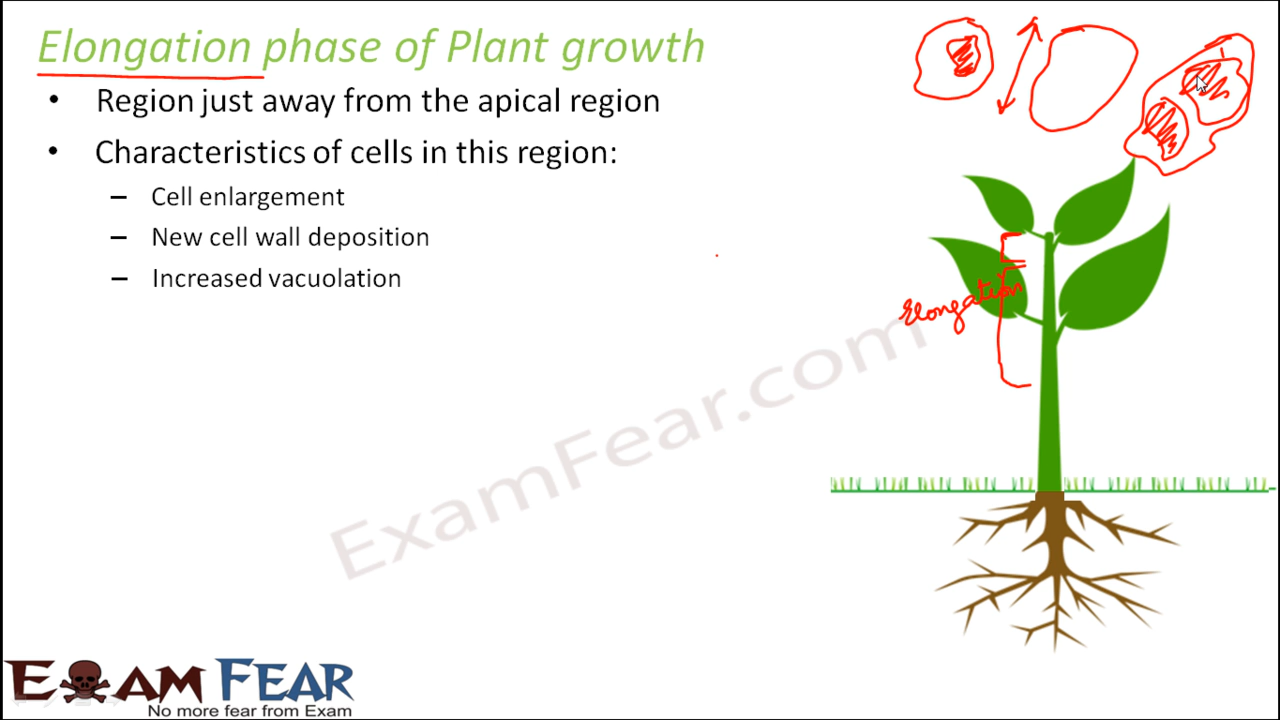 Elongation phase of Plant growth
• Region just away from the apical region
• Characteristics of cells in this region:
– Cell enlargement
– New cell wall deposition
– Increased vacuolation
Elongation
ExamFear.com
EXAM FEAR
No more fear from Exam